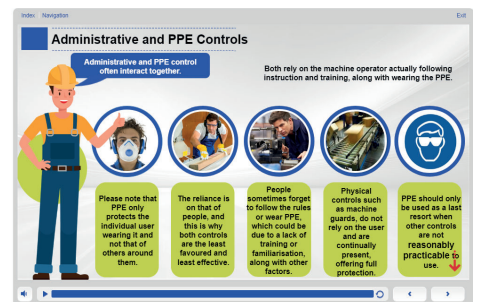 Index Navigation
Exit
Administrative and PPE Controls
Administrative and PPE control
often interact together.
Both rely on the machine operator actually following
instruction and training, along with wearing the PPE.
Please note that
PPE only
protects the
individual user
wearing it and
not that of
others around
them.
The reliance is
on that of
people, and
this is why
both controls
are the least
favoured and
least effective.
People
sometimes forget
to follow the rules
or wear PPE,
which could be
due to a lack of
training or
familiarisation,
along with other
factors.
Physical
controls such
as machine
guards, do not
rely on the user
and are
continually
present,
offering full
protection.
PPE should only
be used as a last
resort when
other controls
are not
reasonably
practicable to
use.